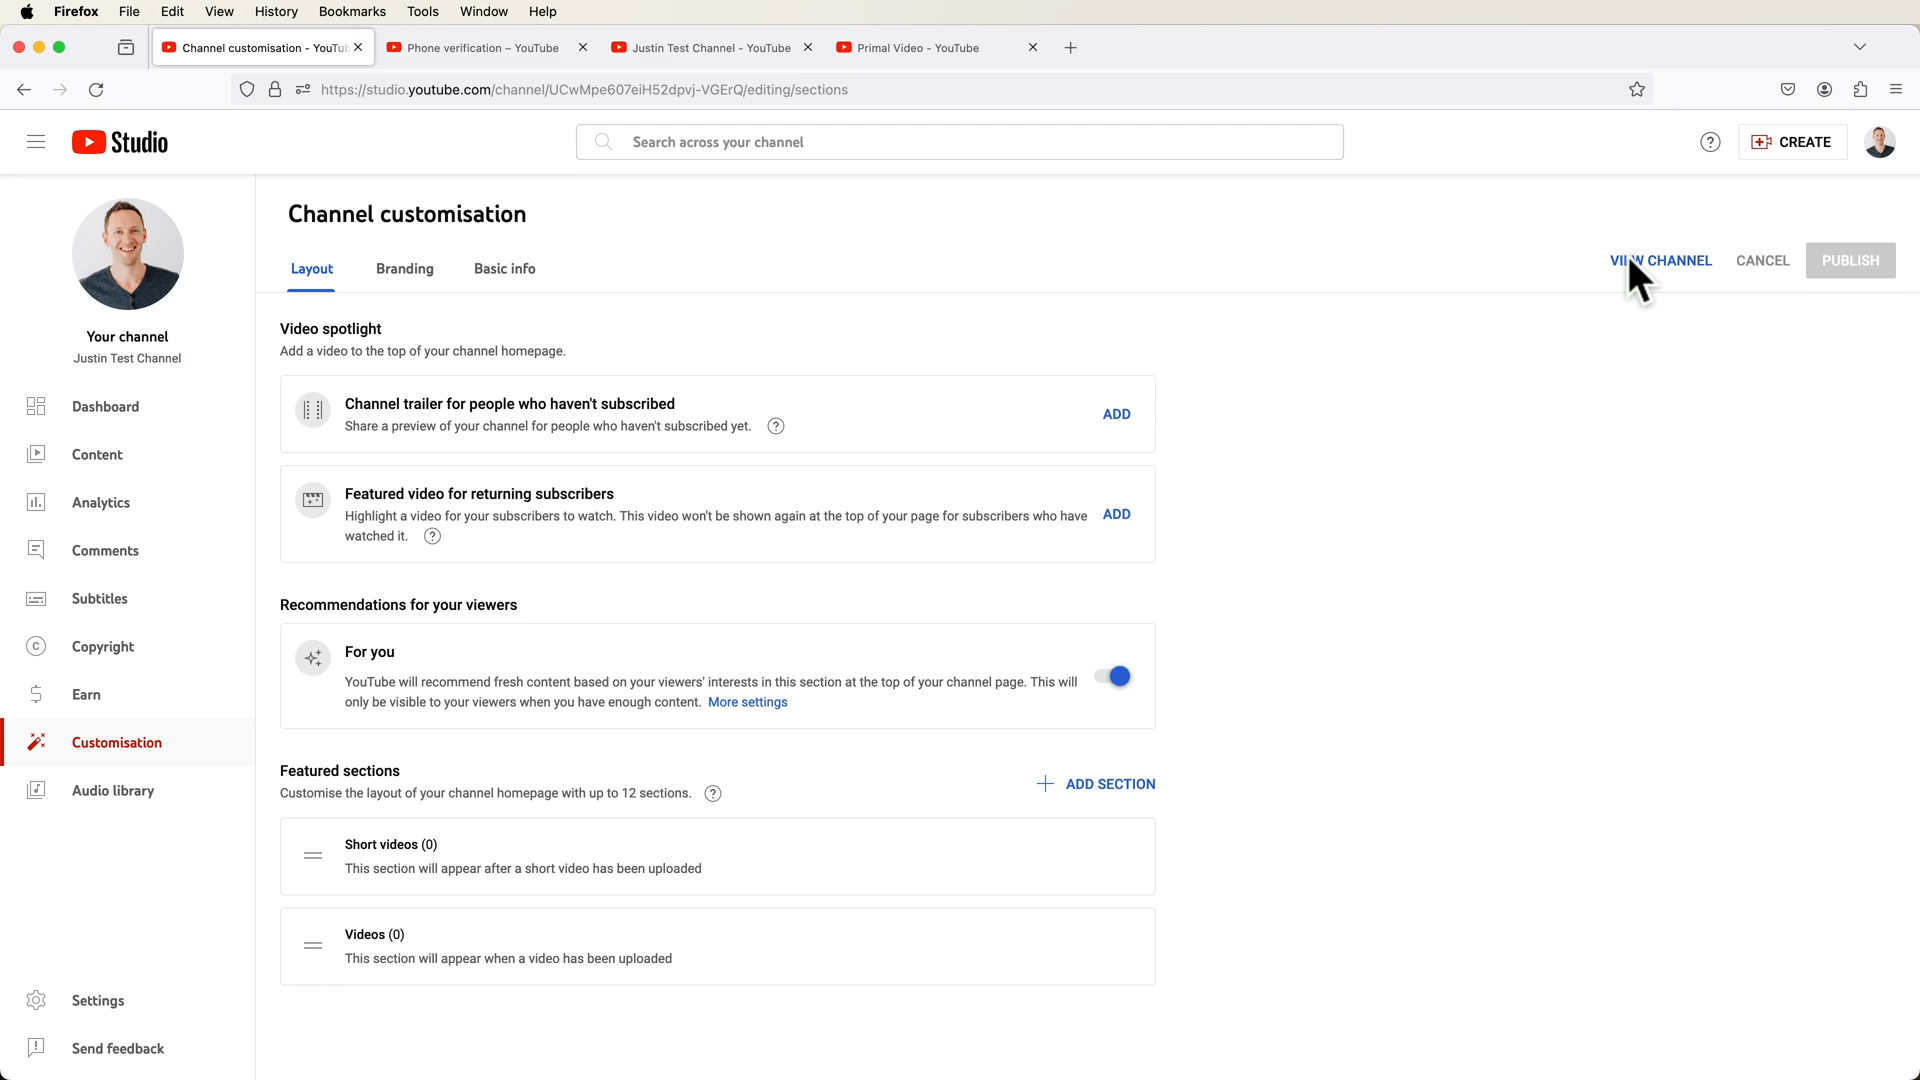 Firefox File Edit View History Bookmarks Tools Window Help
Channel customisation - YouTub Phone verification – YouTube Justin Test Channel - YouTube Primal Video - YouTube
https://studio.youtube.com/channel/UCwMpe607eiH52dpvj-VGErQ/editing/sections
Studio Search across your channel CREATE
Channel customisation
Layout Branding Basic info
VIEW CHANNEL CANCEL PUBLISH
Your channel
Justin Test Channel
Dashboard
Content
Analytics
Comments
Subtitles
Copyright
Earn
Customisation
Audio library
Settings
Send feedback
Video spotlight
Add a video to the top of your channel homepage.
Channel trailer for people who haven't subscribed
Share a preview of your channel for people who haven't subscribed yet.
ADD
Featured video for returning subscribers
Highlight a video for your subscribers to watch. This video won't be shown again at the top of your page for subscribers who have
watched it.
ADD
Recommendations for your viewers
For you
YouTube will recommend fresh content based on your viewers' interests in this section at the top of your channel page. This will
only be visible to your viewers when you have enough content. More settings
Featured sections
Customise the layout of your channel homepage with up to 12 sections.
ADD SECTION
Short videos (0)
This section will appear after a short video has been uploaded
Videos (0)
This section will appear when a video has been uploaded